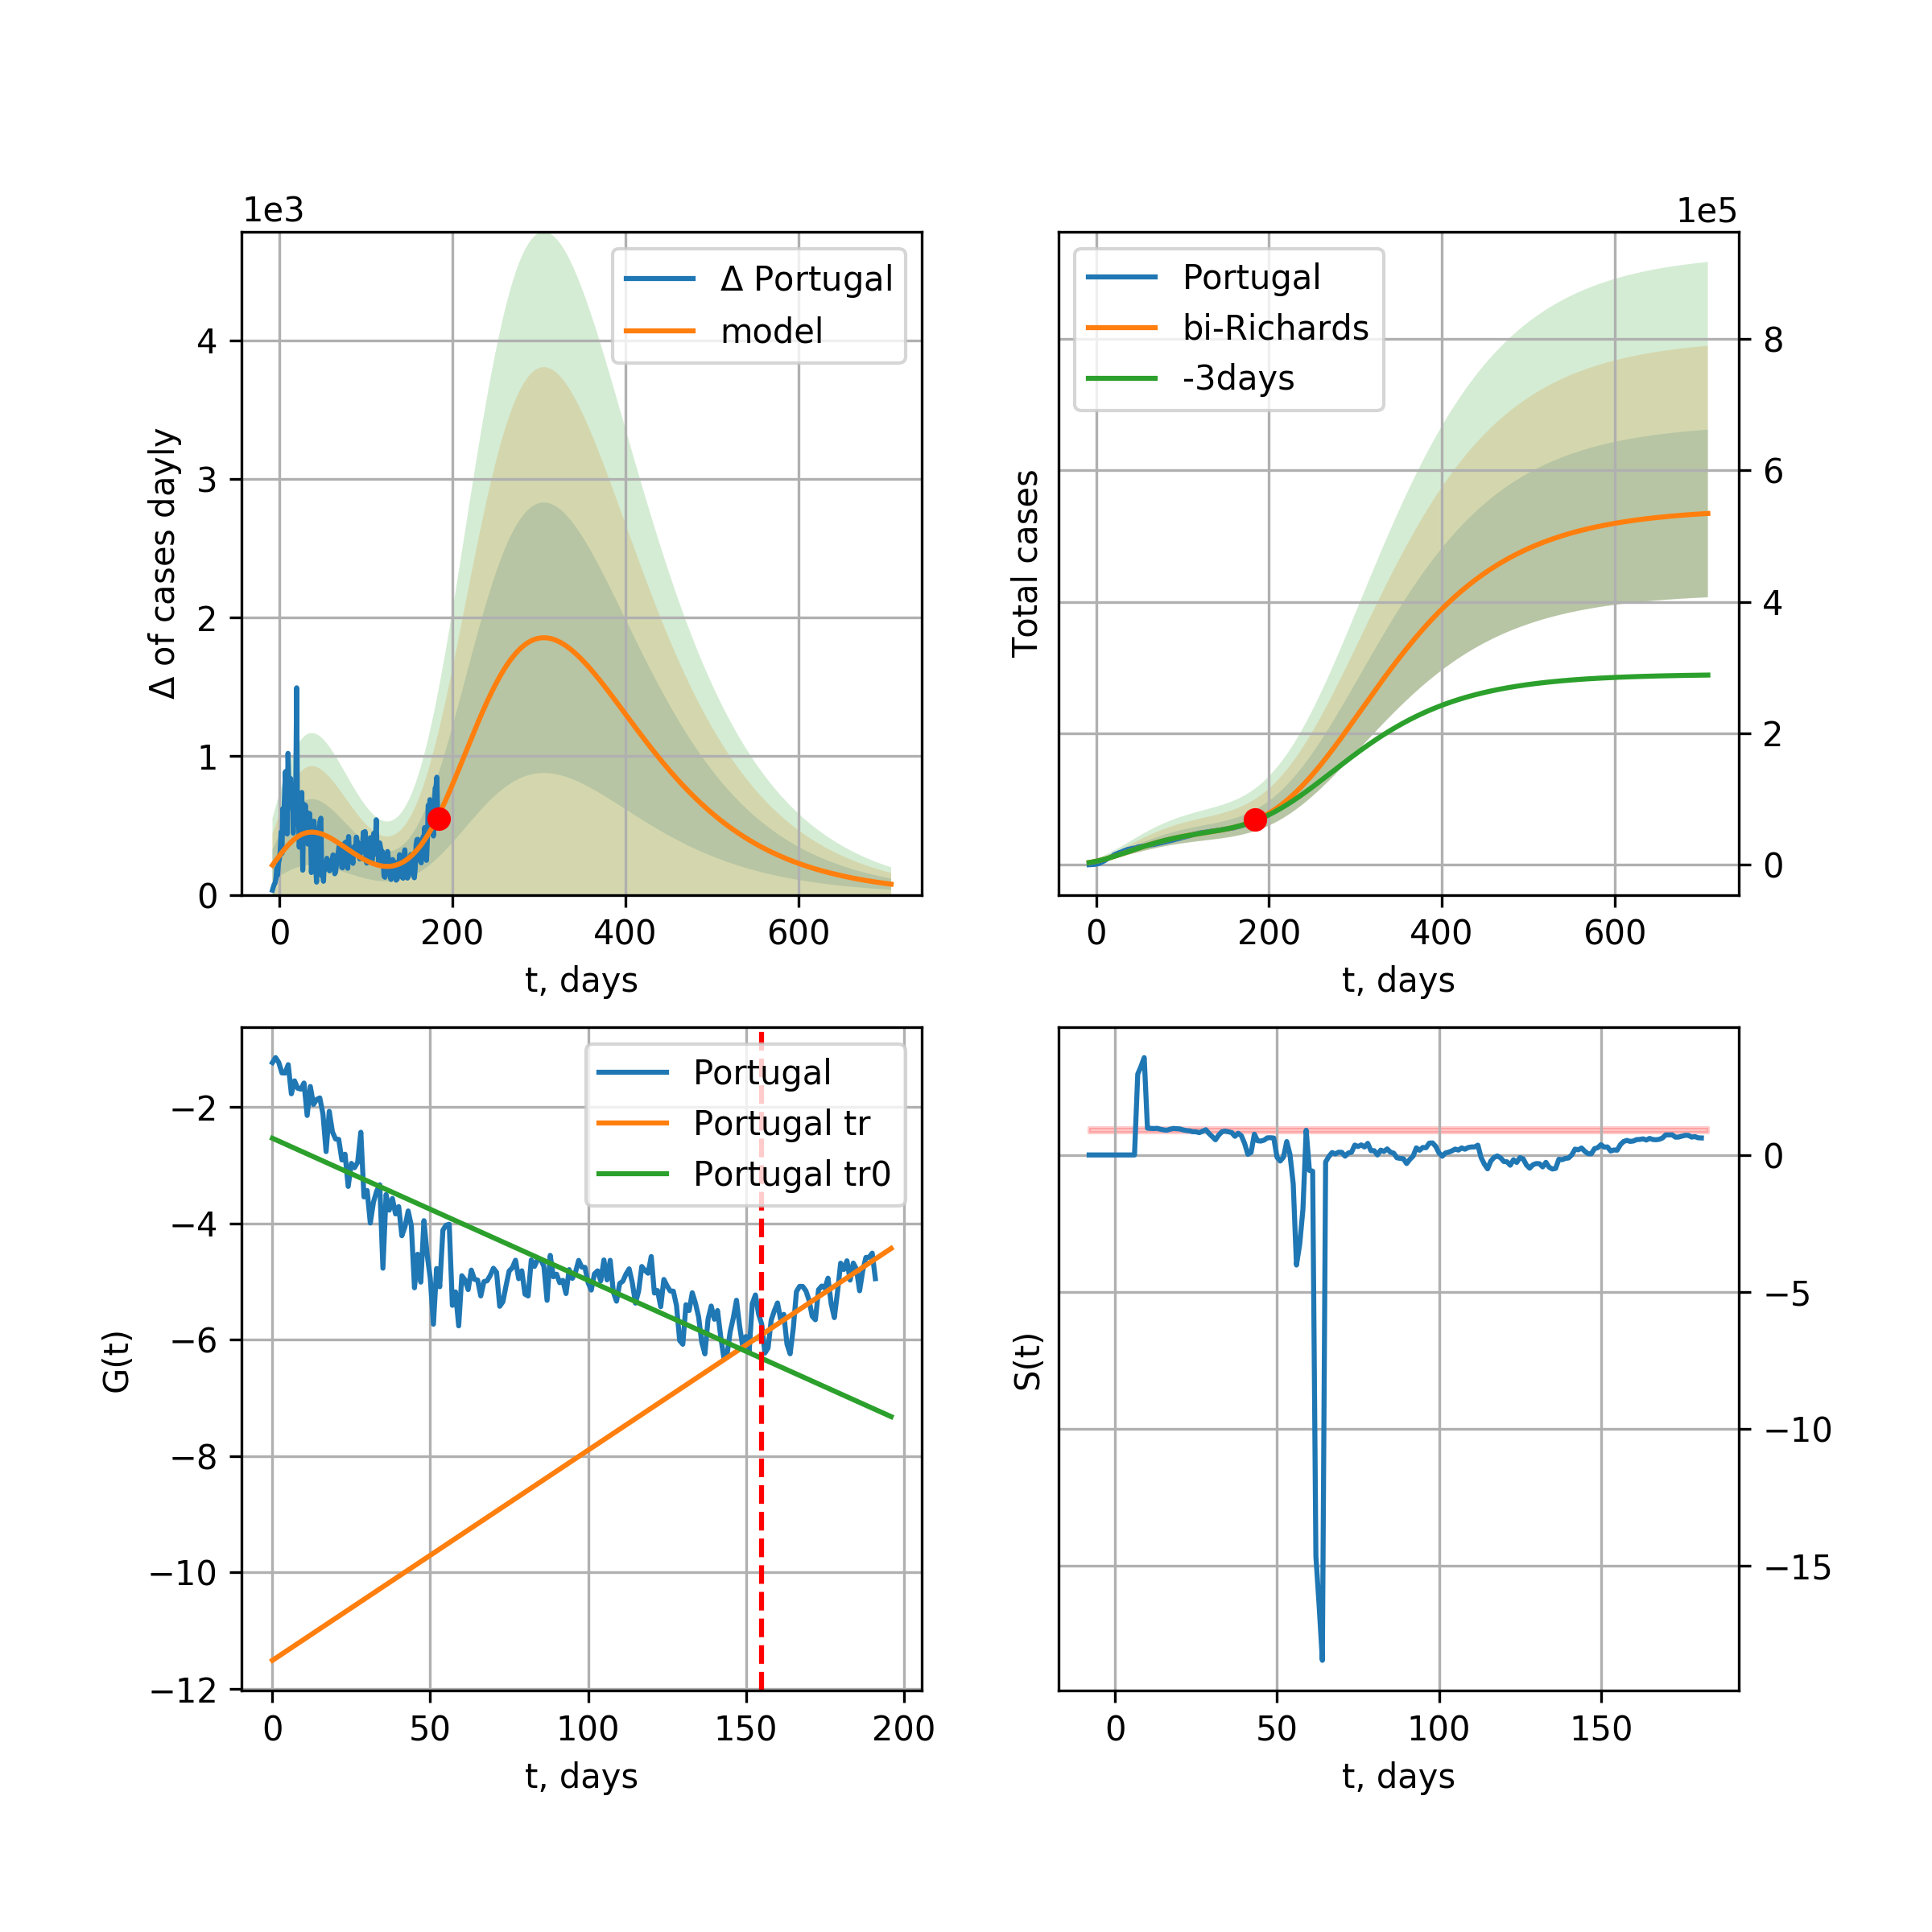 1e3
Δ of cases dayly
4
3
2
1
0
Δ Portugal
model
0 200 400 600
t, days
1e5
Total cases
Portugal
bi-Richards
-3days
8
6
4
2
0
0 200 400 600
t, days
G(t)
−2
−4
−6
−8
−10
−12
Portugal
Portugal tr
Portugal tr0
0 50 100 150 200
t, days
S(t)
0
−5
−10
−15
0 50 100 150
t, days